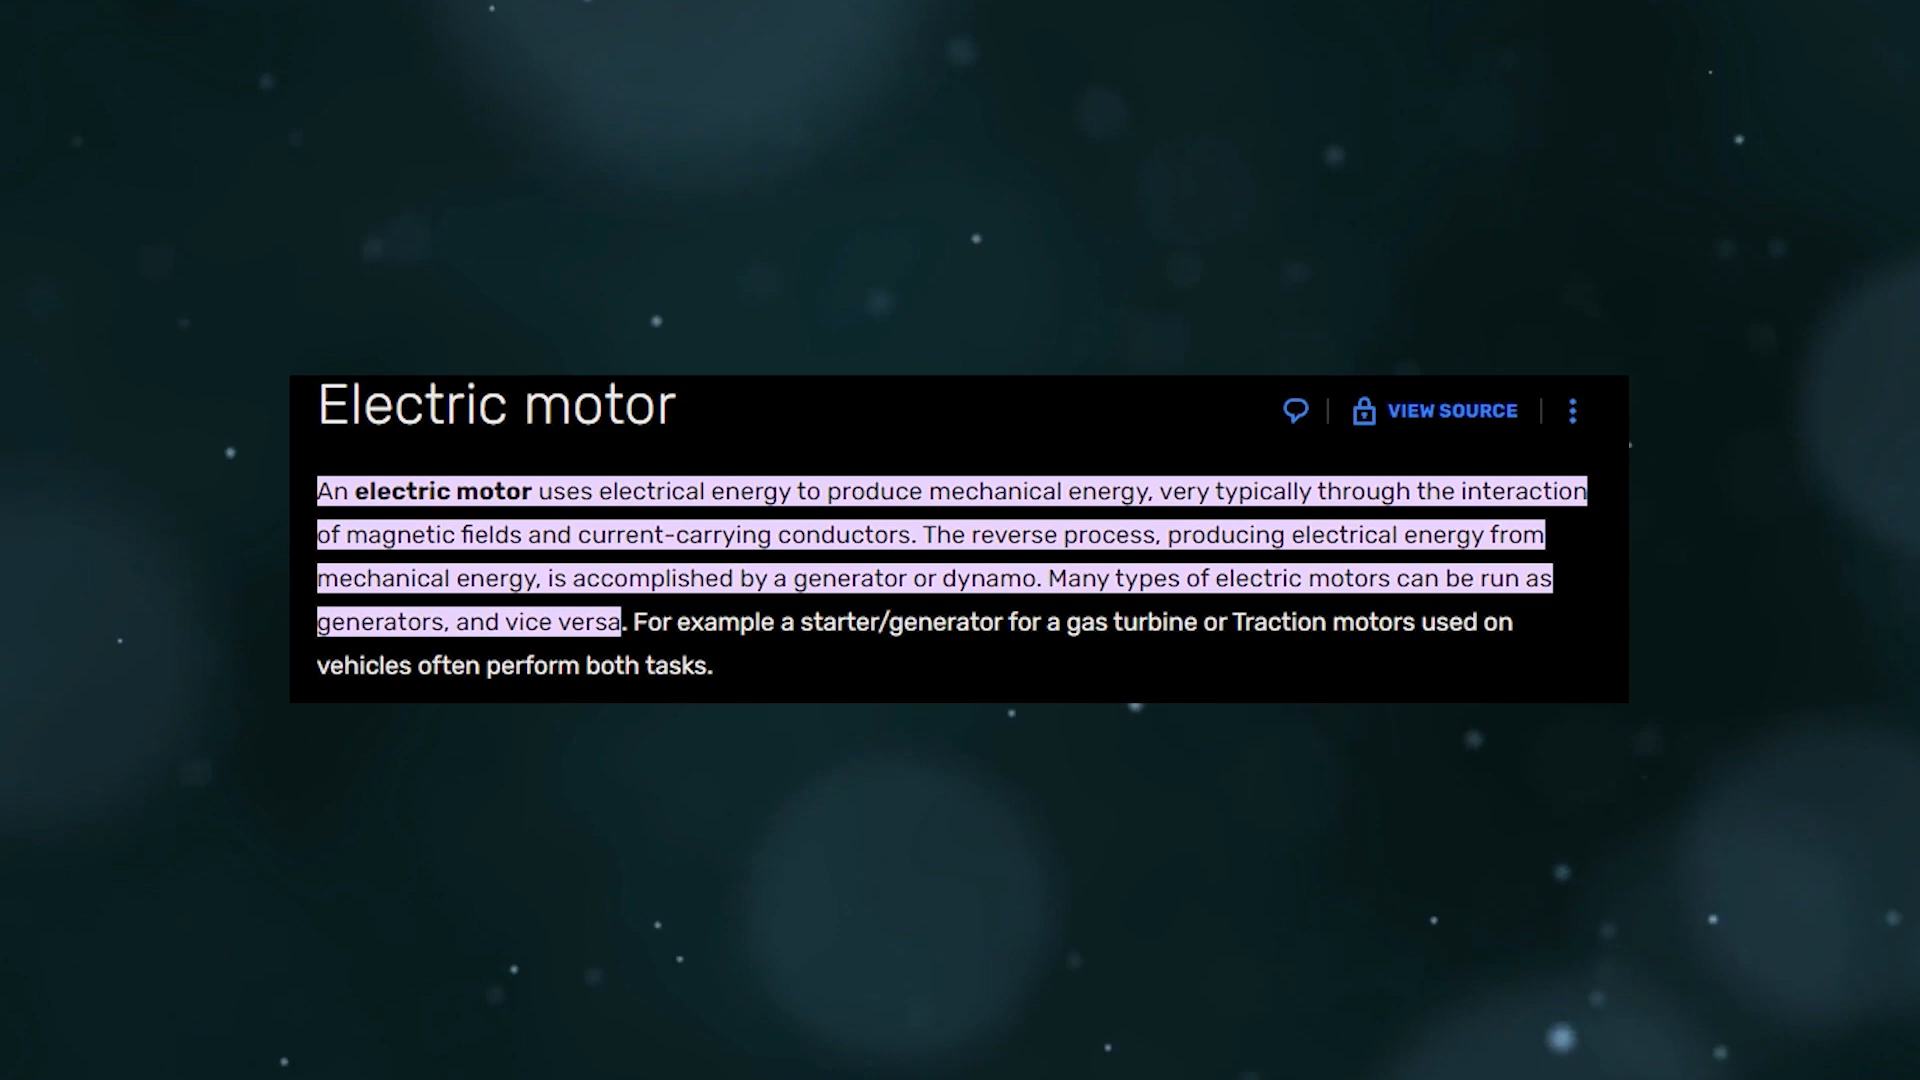 Electric motor
VIEW SOURCE
An electric motor uses electrical energy to produce mechanical energy, very typically through the interaction
of magnetic fields and current-carrying conductors. The reverse process, producing electrical energy from
mechanical energy, is accomplished by a generator or dynamo. Many types of electric motors can be run as
generators, and vice versa. For example a starter/generator for a gas turbine or Traction motors used on
vehicles often perform both tasks.